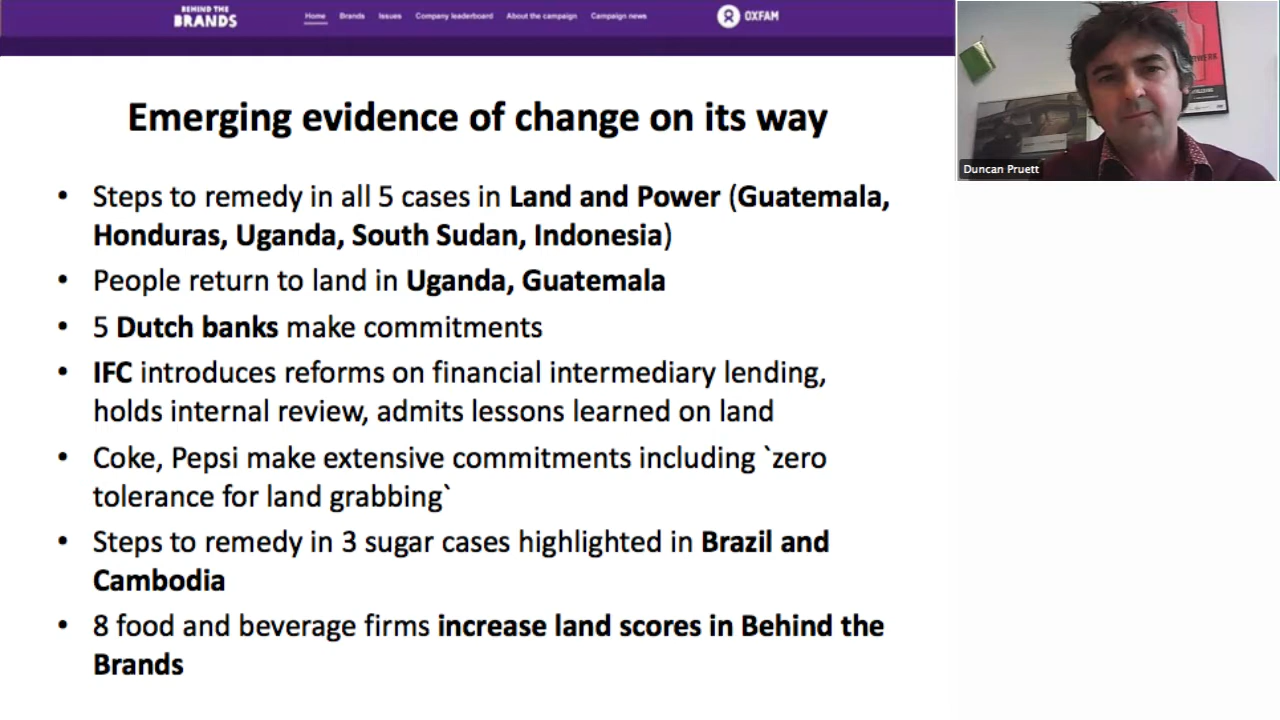 BEHIND THE
BRANDS
Home Brands Issues Company leaderboard About the campaign Campaign news
OXFAM
Emerging evidence of change on its way
• Steps to remedy in all 5 cases in Land and Power (Guatemala,
Honduras, Uganda, South Sudan, Indonesia)
• People return to land in Uganda, Guatemala
• 5 Dutch banks make commitments
• IFC introduces reforms on financial intermediary lending,
holds internal review, admits lessons learned on land
• Coke, Pepsi make extensive commitments including `zero
tolerance for land grabbing`
• Steps to remedy in 3 sugar cases highlighted in Brazil and
Cambodia
• 8 food and beverage firms increase land scores in Behind the
Brands
Duncan Pruett